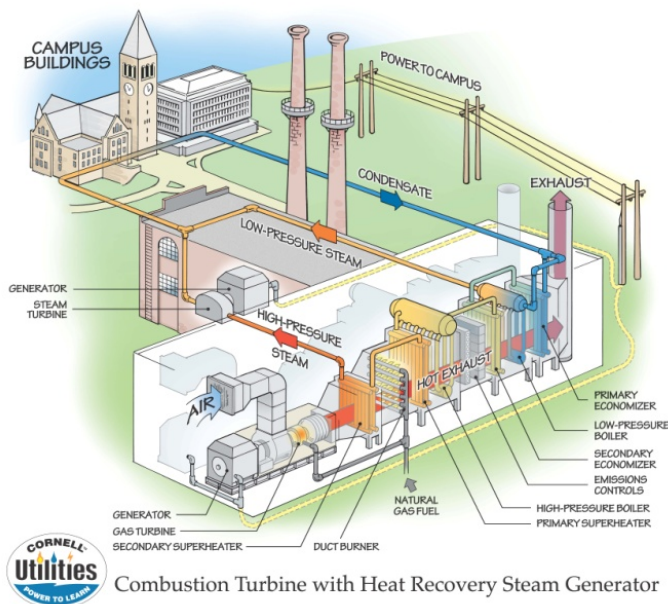 CAMPUS
BUILDINGS
POWER TO CAMPUS
CONDENSATE
EXHAUST
LOW-PRESSURE STEAM
GENERATOR
STEAM
TURBINE
HIGH-PRESSURE
STEAM
HOT EXHAUST
AIR
PRIMARY
ECONOMIZER
LOW-PRESSURE
BOILER
SECONDARY
ECONOMIZER
EMISSIONS
CONTROLS
HIGH-PRESSURE BOILER
PRIMARY SUPERHEATER
NATURAL
GAS FUEL
GENERATOR
GAS TURBINE
SECONDARY SUPERHEATER
DUCT BURNER
CORNELL
Utilities
POWER TO LEARN
Combustion Turbine with Heat Recovery Steam Generator